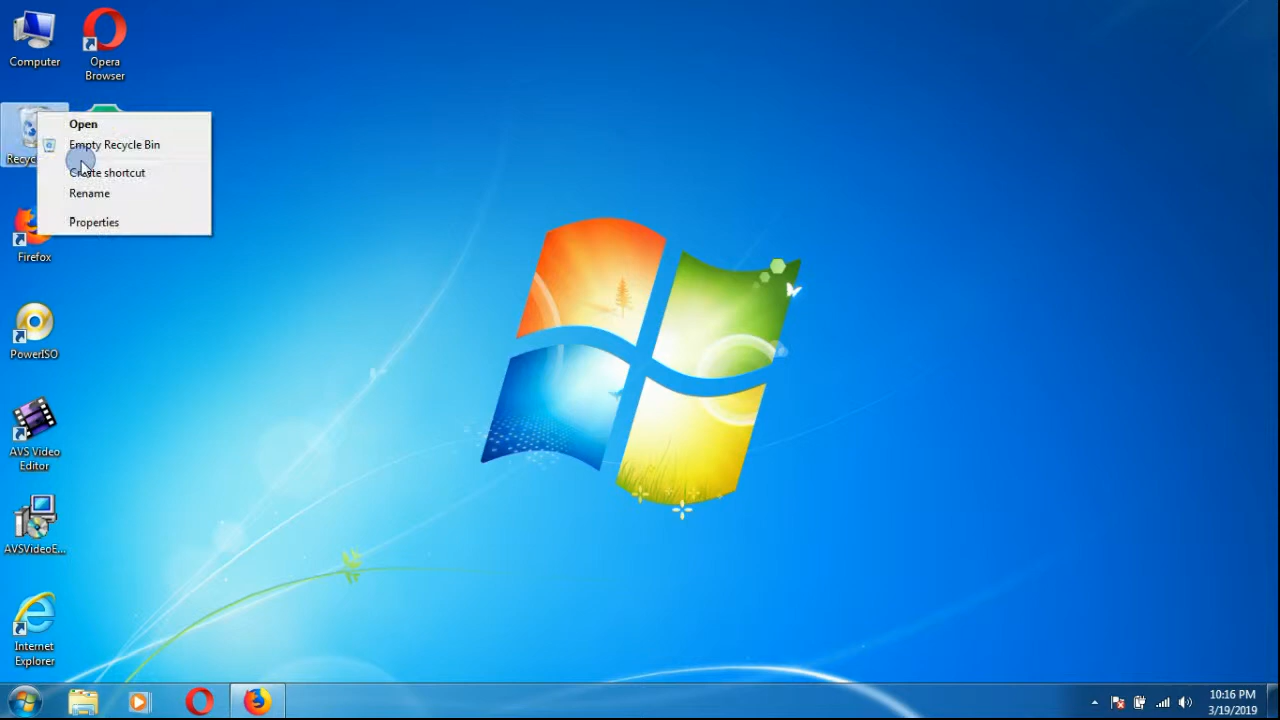 Computer
Opera
Browser
Open
Empty Recycle Bin
Create shortcut
Rename
Properties
Firefox
PowerISO
AVS Video
Editor
AVSVideoE...
Internet
Explorer
10:16 PM
3/19/2019